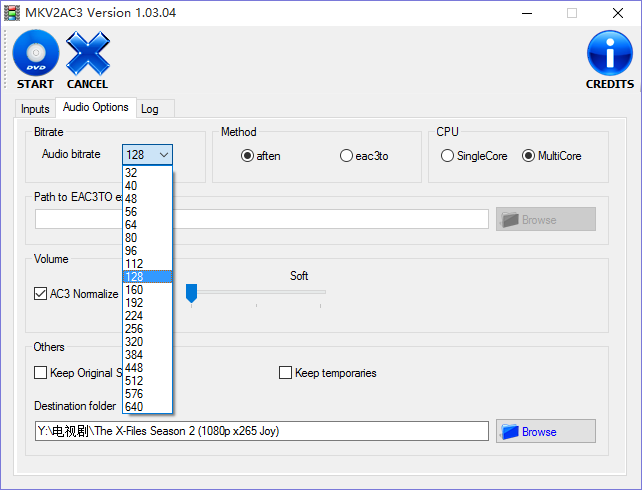 MKV2AC3 Version 1.03.04
DVD
START
CANCEL
CREDITS
Inputs
Audio Options
Log
Bitrate
Audio bitrate
128
Method
aften
eac3to
CPU
SingleCore
MultiCore
32
40
48
56
64
80
96
112
128
160
192
224
256
320
384
448
512
576
640
Path to EAC3TO
Browse
Volume
AC3 Normalize
Soft
Others
Keep Original
Keep temporaries
Destination folder
Y:\电视剧\The X-Files Season 2 (1080p x265 Joy)
Browse